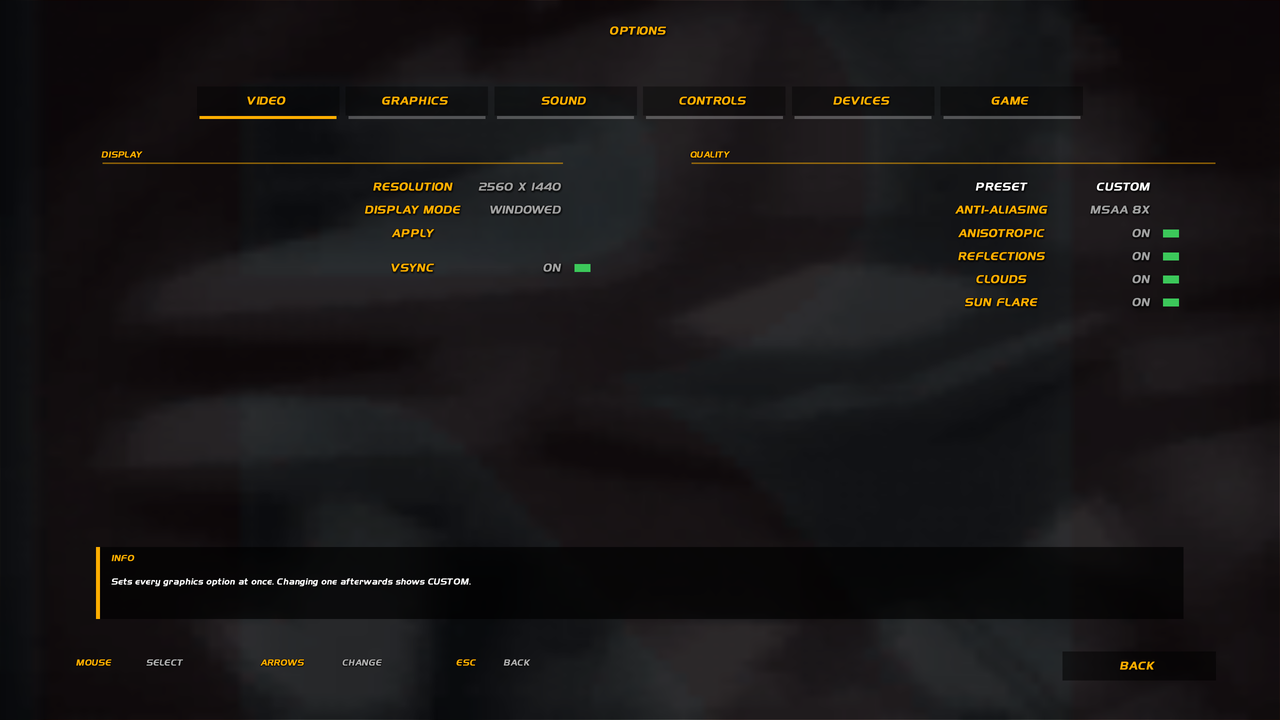 OPTIONS
VIDEO GRAPHICS SOUND CONTROLS DEVICES GAME
DISPLAY
RESOLUTION 2560 X 1440
DISPLAY MODE WINDOWED
APPLY
VSYNC ON
QUALITY
PRESET CUSTOM
ANTI-ALIASING MSAA 8X
ANISOTROPIC ON
REFLECTIONS ON
CLOUDS ON
SUN FLARE ON
INFO
Sets every graphics option at once. Changing one afterwards shows CUSTOM.
MOUSE SELECT ARROWS CHANGE ESC BACK
BACK